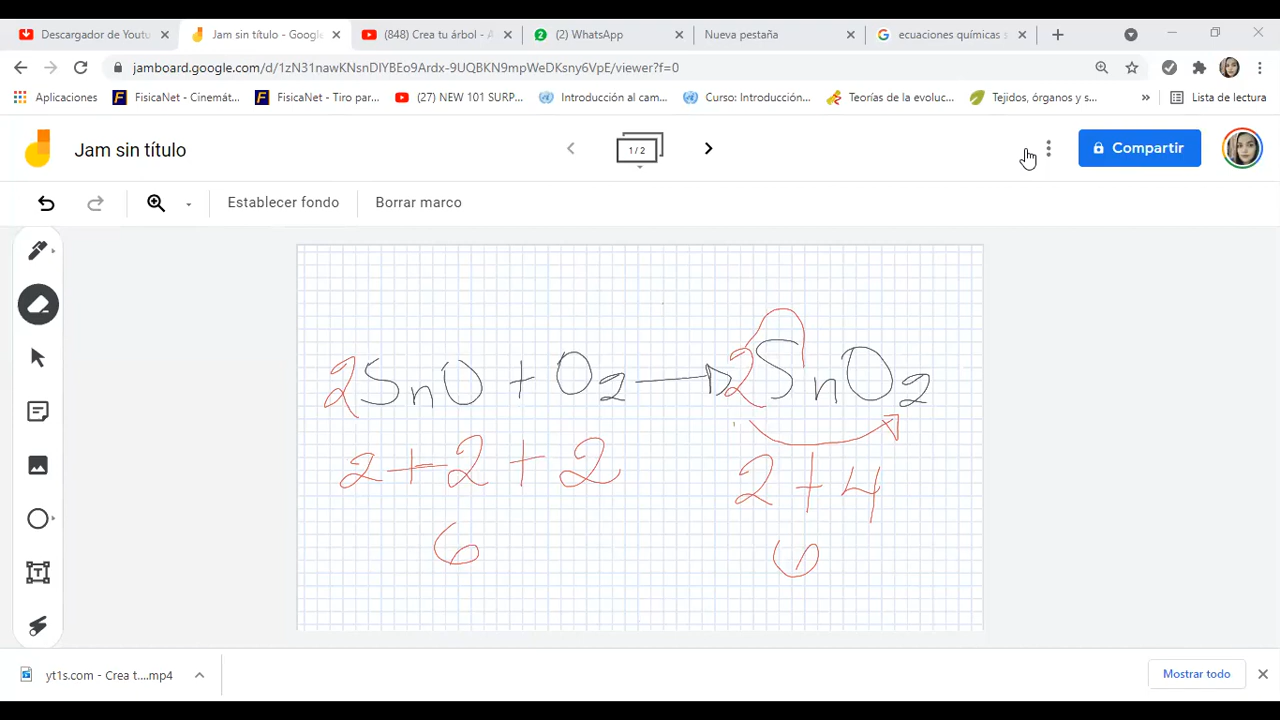 Descargador de Youtu
Jam sin título - Google
(848) Crea tu árbol - A
(2) WhatsApp
Nueva pestaña
ecuaciones químicas s
jamboard.google.com/d/1zN31nawKNsnDlYBEo9Ardx-9UQBKN9mpWeDKsny6VpE/viewer?f=0
Aplicaciones
FisicaNet - Cinemát...
FisicaNet - Tiro par...
(27) NEW 101 SURP...
Introducción al cam...
Curso: Introducción...
Teorías de la evoluc...
Tejidos, órganos y s...
»
Lista de lectura
Jam sin título
1 / 2
Compartir
Establecer fondo
Borrar marco
2SnO + O2 → 2SnO2
2 + 2 + 2 2 + 4
6 6
yt1s.com - Crea t....mp4
Mostrar todo